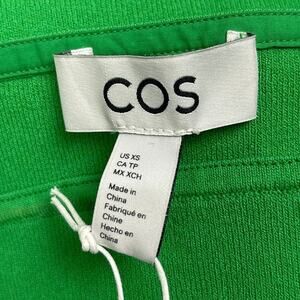 COS
US XS
CA TP
MX XCH
Made in
China
Fabriqué en
Chine
Hecho en
China